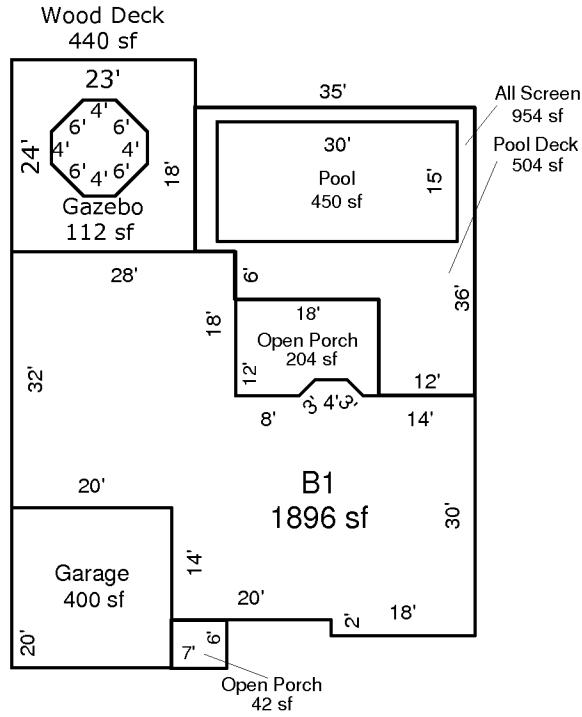 Wood Deck
440 sf
23'
24'
4'
6'
6'
4'
4'
6'
6'
4'
Gazebo
112 sf
18'
35'
All Screen
954 sf
Pool Deck
504 sf
30'
Pool
450 sf
15'
28'
6'
36'
18'
18'
Open Porch
204 sf
12'
12'
32'
8'
3'
4'
3'
14'
B1
1896 sf
30'
20'
14'
Garage
400 sf
20'
20'
2'
18'
7'
6'
Open Porch
42 sf